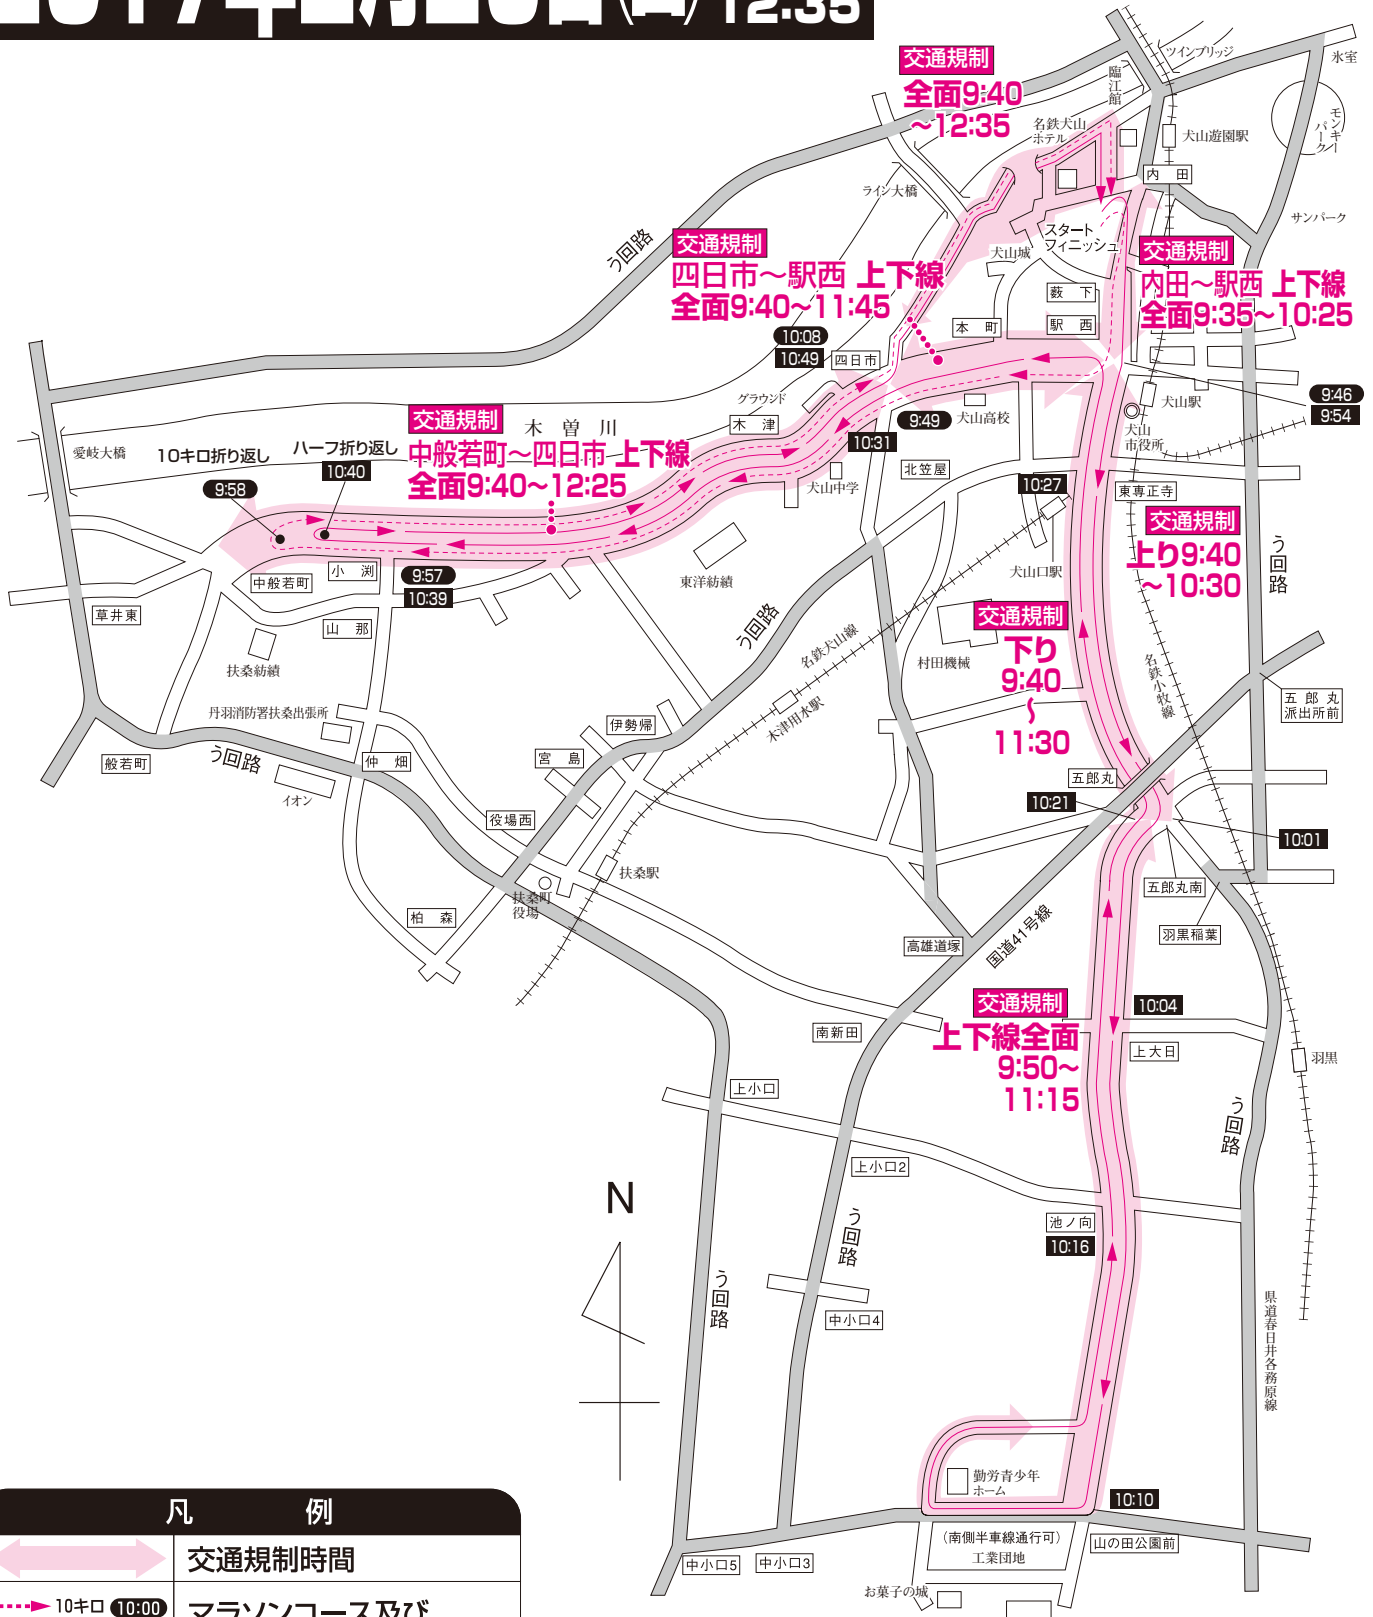 12:35
交通規制
全面9:40
～12:35
ツインブリッジ
氷室
臨江館
名鉄犬山
ホテル
犬山遊園駅
モンキー
パーク
内田
ライン大橋
サンパーク
スタート
フィニッシュ
犬山城
う回路
交通規制
四日市～駅西 上下線
全面9:40～11:45
交通規制
内田～駅西 上下線
全面9:35～10:25
薮下
駅西
本町
10:08
10:49
四日市
9:46
9:54
犬山駅
犬山
市役所
犬山高校
9:49
グラウンド
木津
10:31
北笠屋
犬山中学
木曽川
交通規制
中般若町～四日市 上下線
全面9:40～12:25
愛岐大橋
10キロ折り返し
ハーフ折り返し
10:40
9:58
10:27
東専正寺
交通規制
上り9:40
～10:30
う回路
犬山口駅
東洋紡績
中般若町
小渕
9:57
10:39
草井東
山那
扶桑紡績
う回路
名鉄犬山線
村田機械
交通規制
下り
9:40
～
11:30
名鉄小牧線
五郎丸
派出所前
木津用水駅
丹羽消防署扶桑出張所
伊勢帰
宮島
般若町
う回路
仲畑
イオン
五郎丸
10:21
10:01
役場西
扶桑駅
扶桑町
役場
柏森
五郎丸南
羽黒稲葉
高雄道塚
国道41号線
交通規制
上下線全面
9:50～
11:15
10:04
上大日
南新田
羽黒
上小口
う回路
上小口2
N
う回路
池ノ向
10:16
う回路
中小口4
県道春日井各務原線
勤労青少年
ホーム
10:10
（南側半車線通行可）
工業団地
山の田公園前
中小口5
中小口3
お菓子の城
凡例
交通規制時間
10キロ 10:00
マラソンコース及び